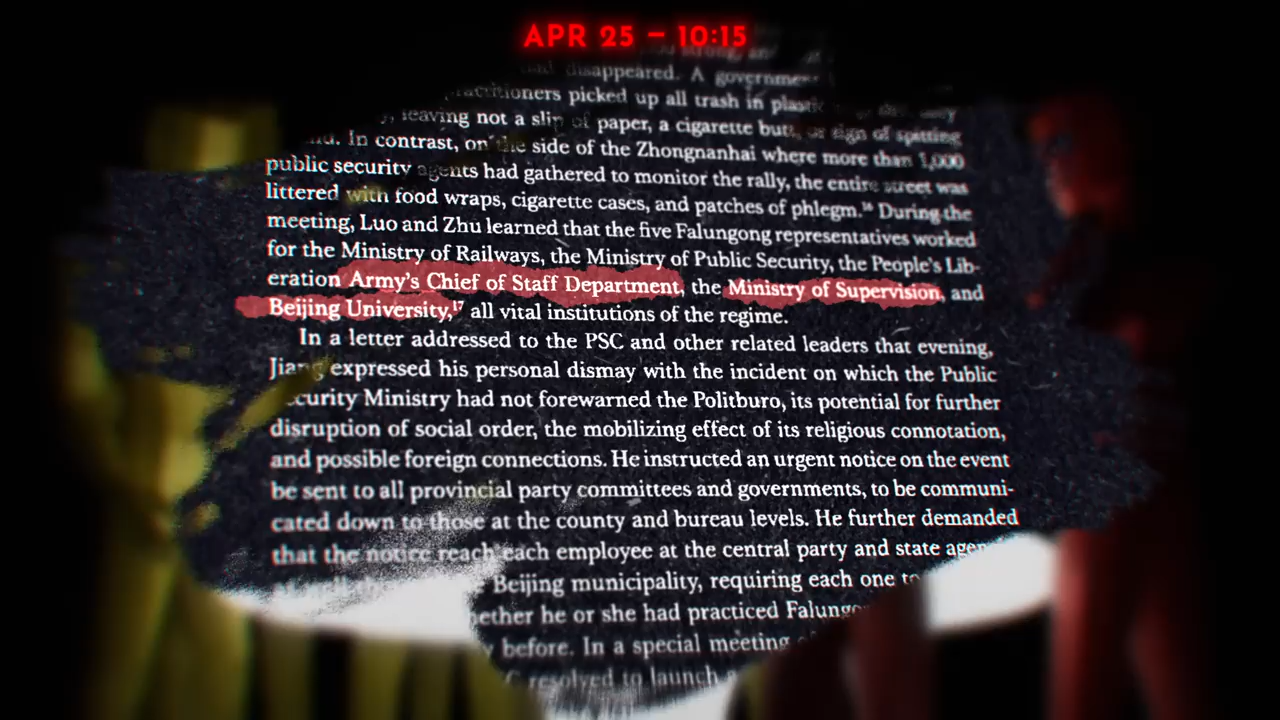 APR 25 – 10:15
disappeared. A government
practitioners picked up all trash in plastic
leaving not a slip of paper, a cigarette butt, or sign of spitting
In contrast, on the side of the Zhongnanhai where more than 1,000
public security agents had gathered to monitor the rally, the entire street was
littered with food wraps, cigarette cases, and patches of phlegm.¹⁶ During the
meeting, Luo and Zhu learned that the five Falungong representatives worked
for the Ministry of Railways, the Ministry of Public Security, the People's Lib-
eration Army's Chief of Staff Department, the Ministry of Supervision, and
Beijing University,¹⁷ all vital institutions of the regime.
In a letter addressed to the PSC and other related leaders that evening,
Jiang expressed his personal dismay with the incident on which the Public
Security Ministry had not forewarned the Politburo, its potential for further
disruption of social order, the mobilizing effect of its religious connotation,
and possible foreign connections. He instructed an urgent notice on the event
be sent to all provincial party committees and governments, to be communi-
cated down to those at the county and bureau levels. He further demanded
that the notice reach each employee at the central party and state agen
Beijing municipality, requiring each one to
ether he or she had practiced Falungo
before. In a special meeting
C resolved to launch